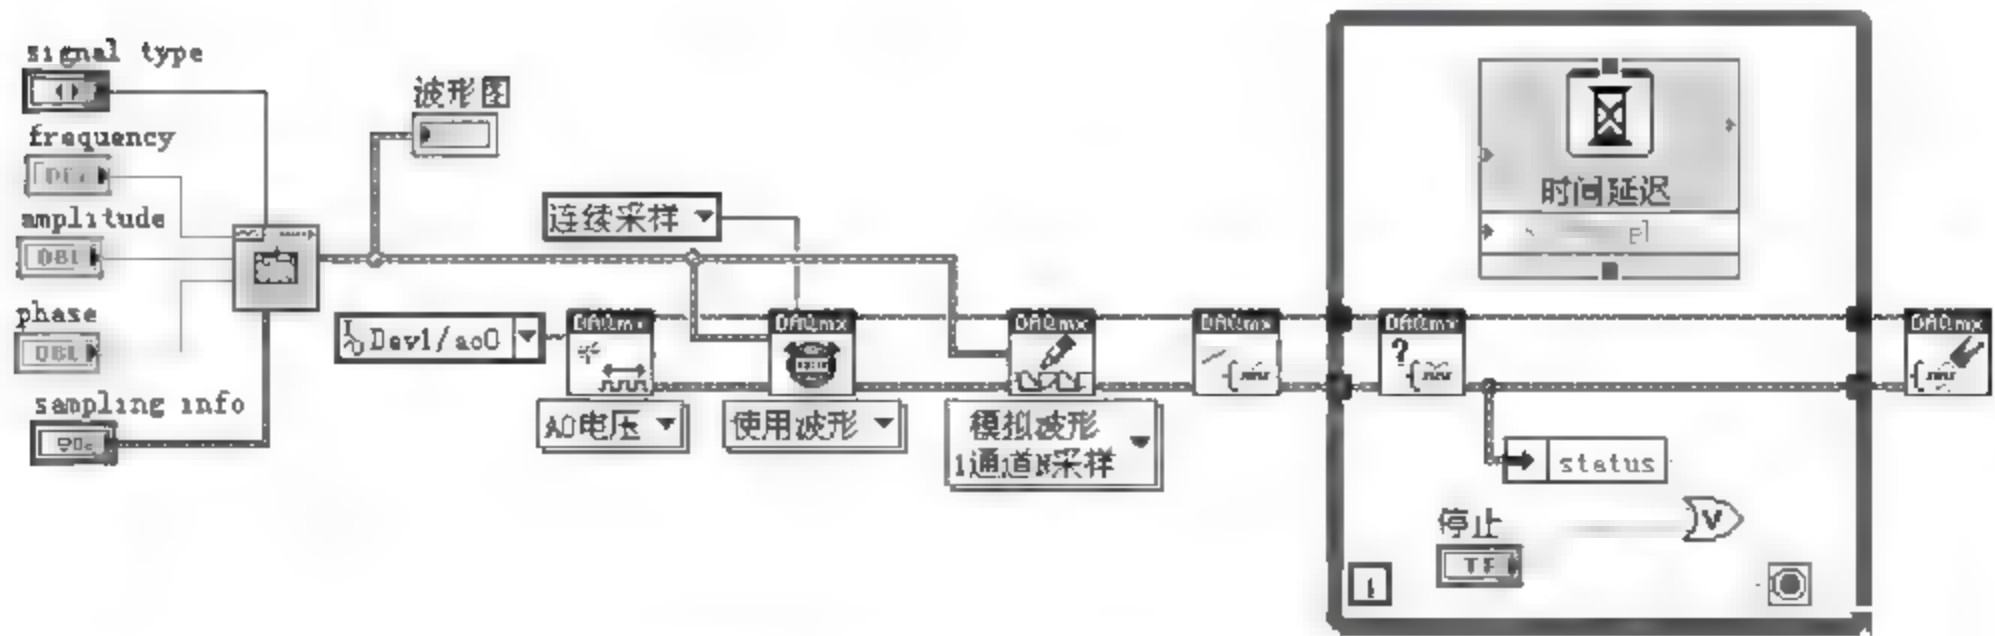 signal type
frequency
amplitude
DBL
phase
DBL
sampling info
波形图
连续采样
Dev1/ao0
DAQmx
AO电压
DAQmx
使用波形
DAQmx
模拟波形
1通道N采样
DAQmx
时间延迟
DAQmx
?
status
停止
TF
V
i
DAQmx